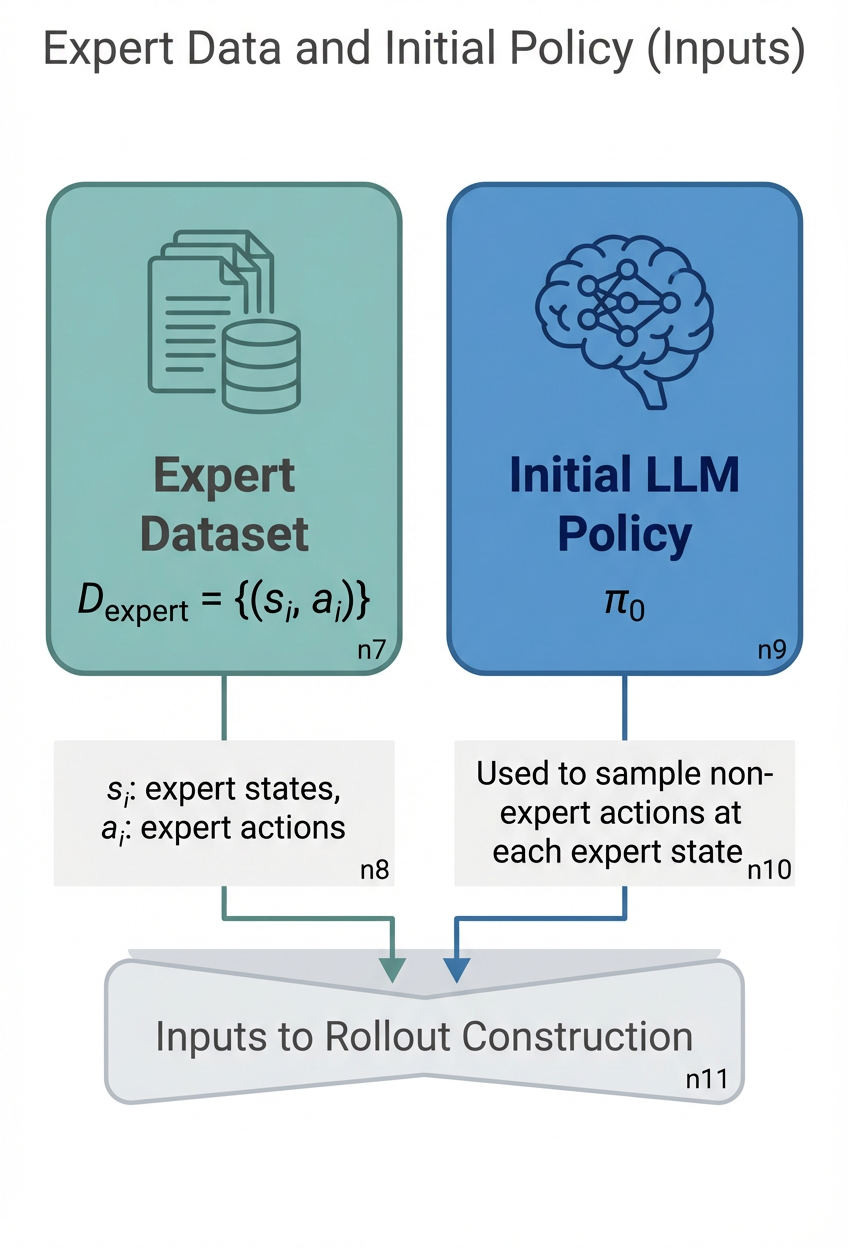 Expert Data and Initial Policy (Inputs)
Expert
Dataset
D_expert = {(s_i, a_i)}
n7
Initial LLM
Policy
π_0
n9
s_i: expert states,
a_i: expert actions
n8
Used to sample non-
expert actions at
each expert state
n10
Inputs to Rollout Construction
n11